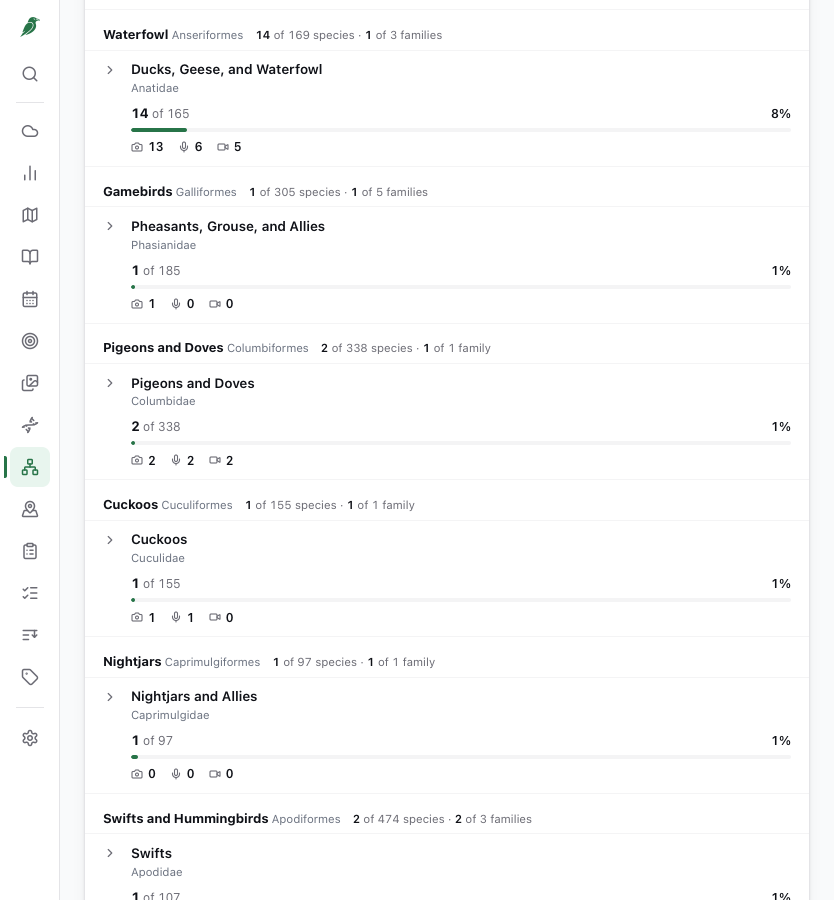 Waterfowl Anseriformes 14 of 169 species · 1 of 3 families
Ducks, Geese, and Waterfowl
Anatidae
14 of 165 8%
13 6 5
Gamebirds Galliformes 1 of 305 species · 1 of 5 families
Pheasants, Grouse, and Allies
Phasianidae
1 of 185 1%
1 0 0
Pigeons and Doves Columbiformes 2 of 338 species · 1 of 1 family
Pigeons and Doves
Columbidae
2 of 338 1%
2 2 2
Cuckoos Cuculiformes 1 of 155 species · 1 of 1 family
Cuckoos
Cuculidae
1 of 155 1%
1 1 0
Nightjars Caprimulgiformes 1 of 97 species · 1 of 1 family
Nightjars and Allies
Caprimulgidae
1 of 97 1%
0 0 0
Swifts and Hummingbirds Apodiformes 2 of 474 species · 2 of 3 families
Swifts
Apodidae
1 of 107 1%